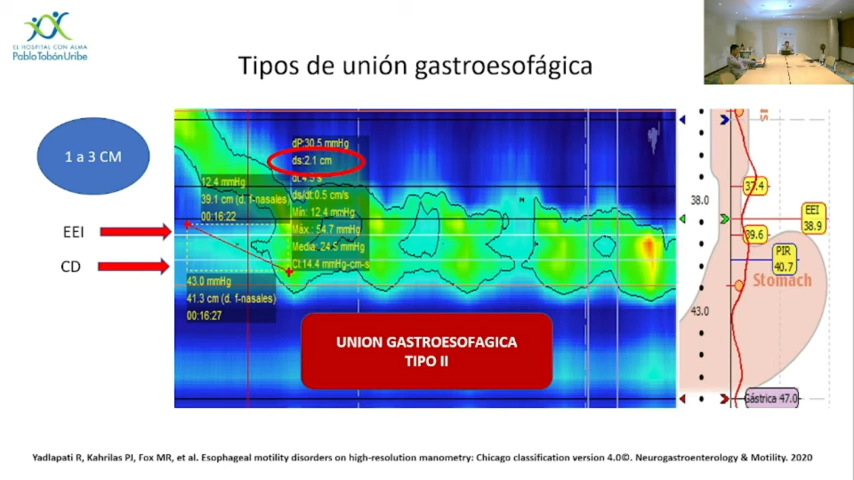 EL HOSPITAL CON ALMA
Pablo Tobón Uribe
Tipos de unión gastroesofágica
1 a 3 CM
EEI
CD
dP:30.5 mmHg
ds:2.1 cm
dt:4.3 s
ds/dt:0.5 cm/s
Mín: 12.4 mmHg
Máx.: 54.7 mmHg
Media: 24.5 mmHg
CI:14.4 mmHg-cm-s
12.4 mmHg
39.1 cm (d. f-nasales)
00:16:22
43.0 mmHg
41.3 cm (d. f-nasales)
00:16:27
UNION GASTROESOFAGICA
TIPO II
37.4
38.0
EEI
38.9
39.6
PIR
40.7
Stomach
43.0
Gástrica 47.0
Yadlapati R, Kahrilas PJ, Fox MR, et al. Esophageal motility disorders on high-resolution manometry: Chicago classification version 4.0©. Neurogastroenterology & Motility. 2020